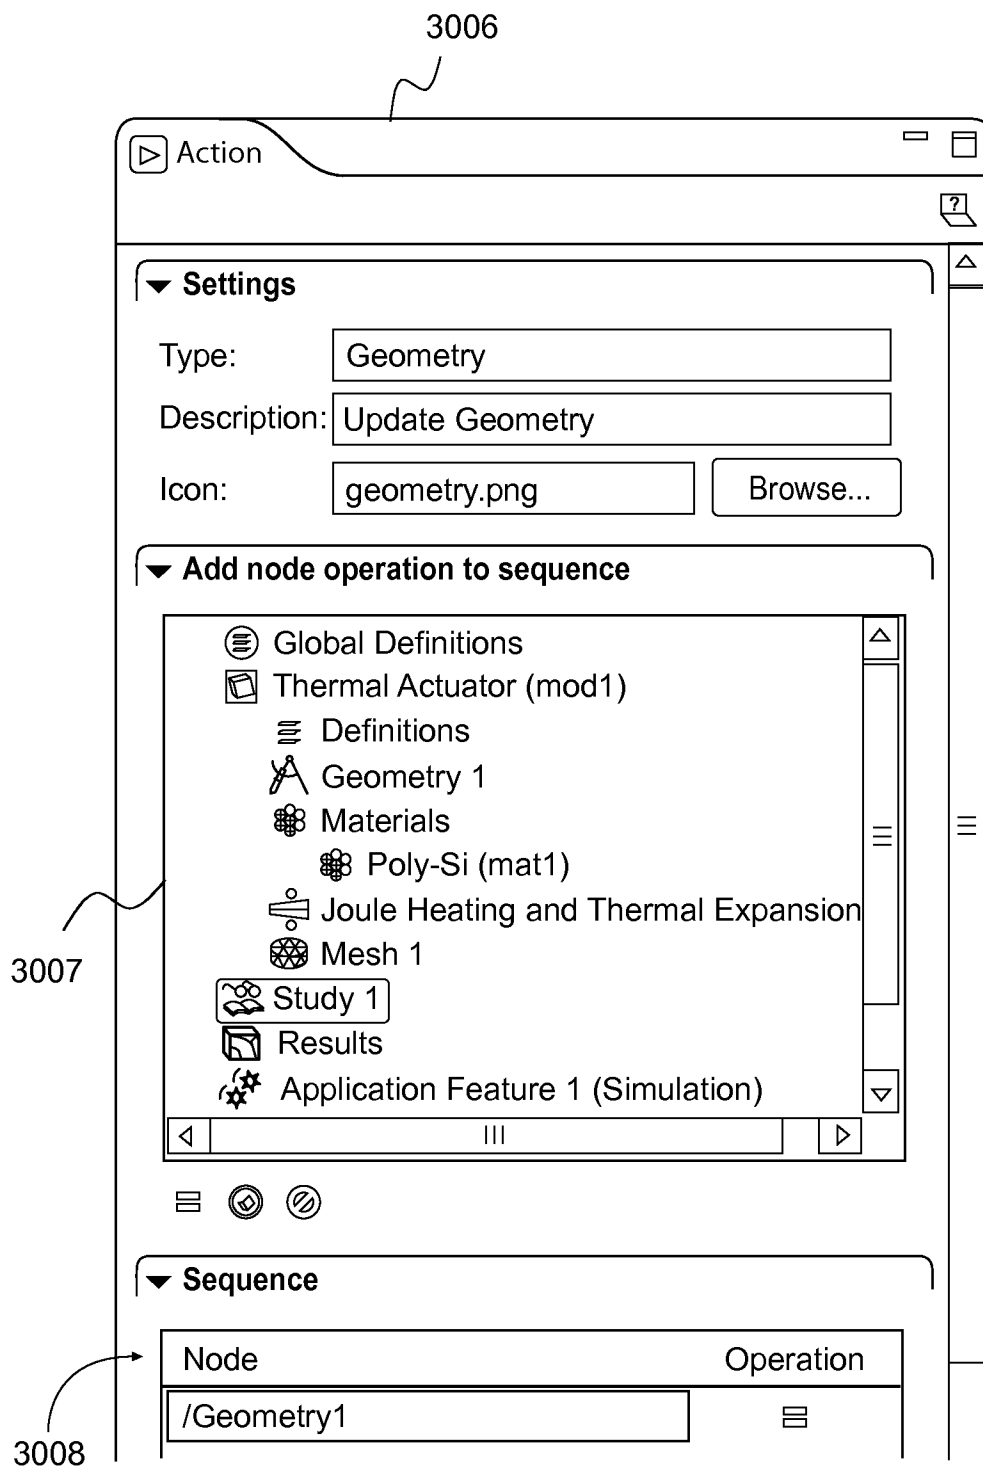 3006
Action
?
Settings
Type: Geometry
Description: Update Geometry
Icon: geometry.png Browse...
Add node operation to sequence
Global Definitions
Thermal Actuator (mod1)
Definitions
Geometry 1
Materials
Poly-Si (mat1)
Joule Heating and Thermal Expansion
Mesh 1
3007
Study 1
Results
Application Feature 1 (Simulation)
Sequence
Node Operation
/Geometry1
3008